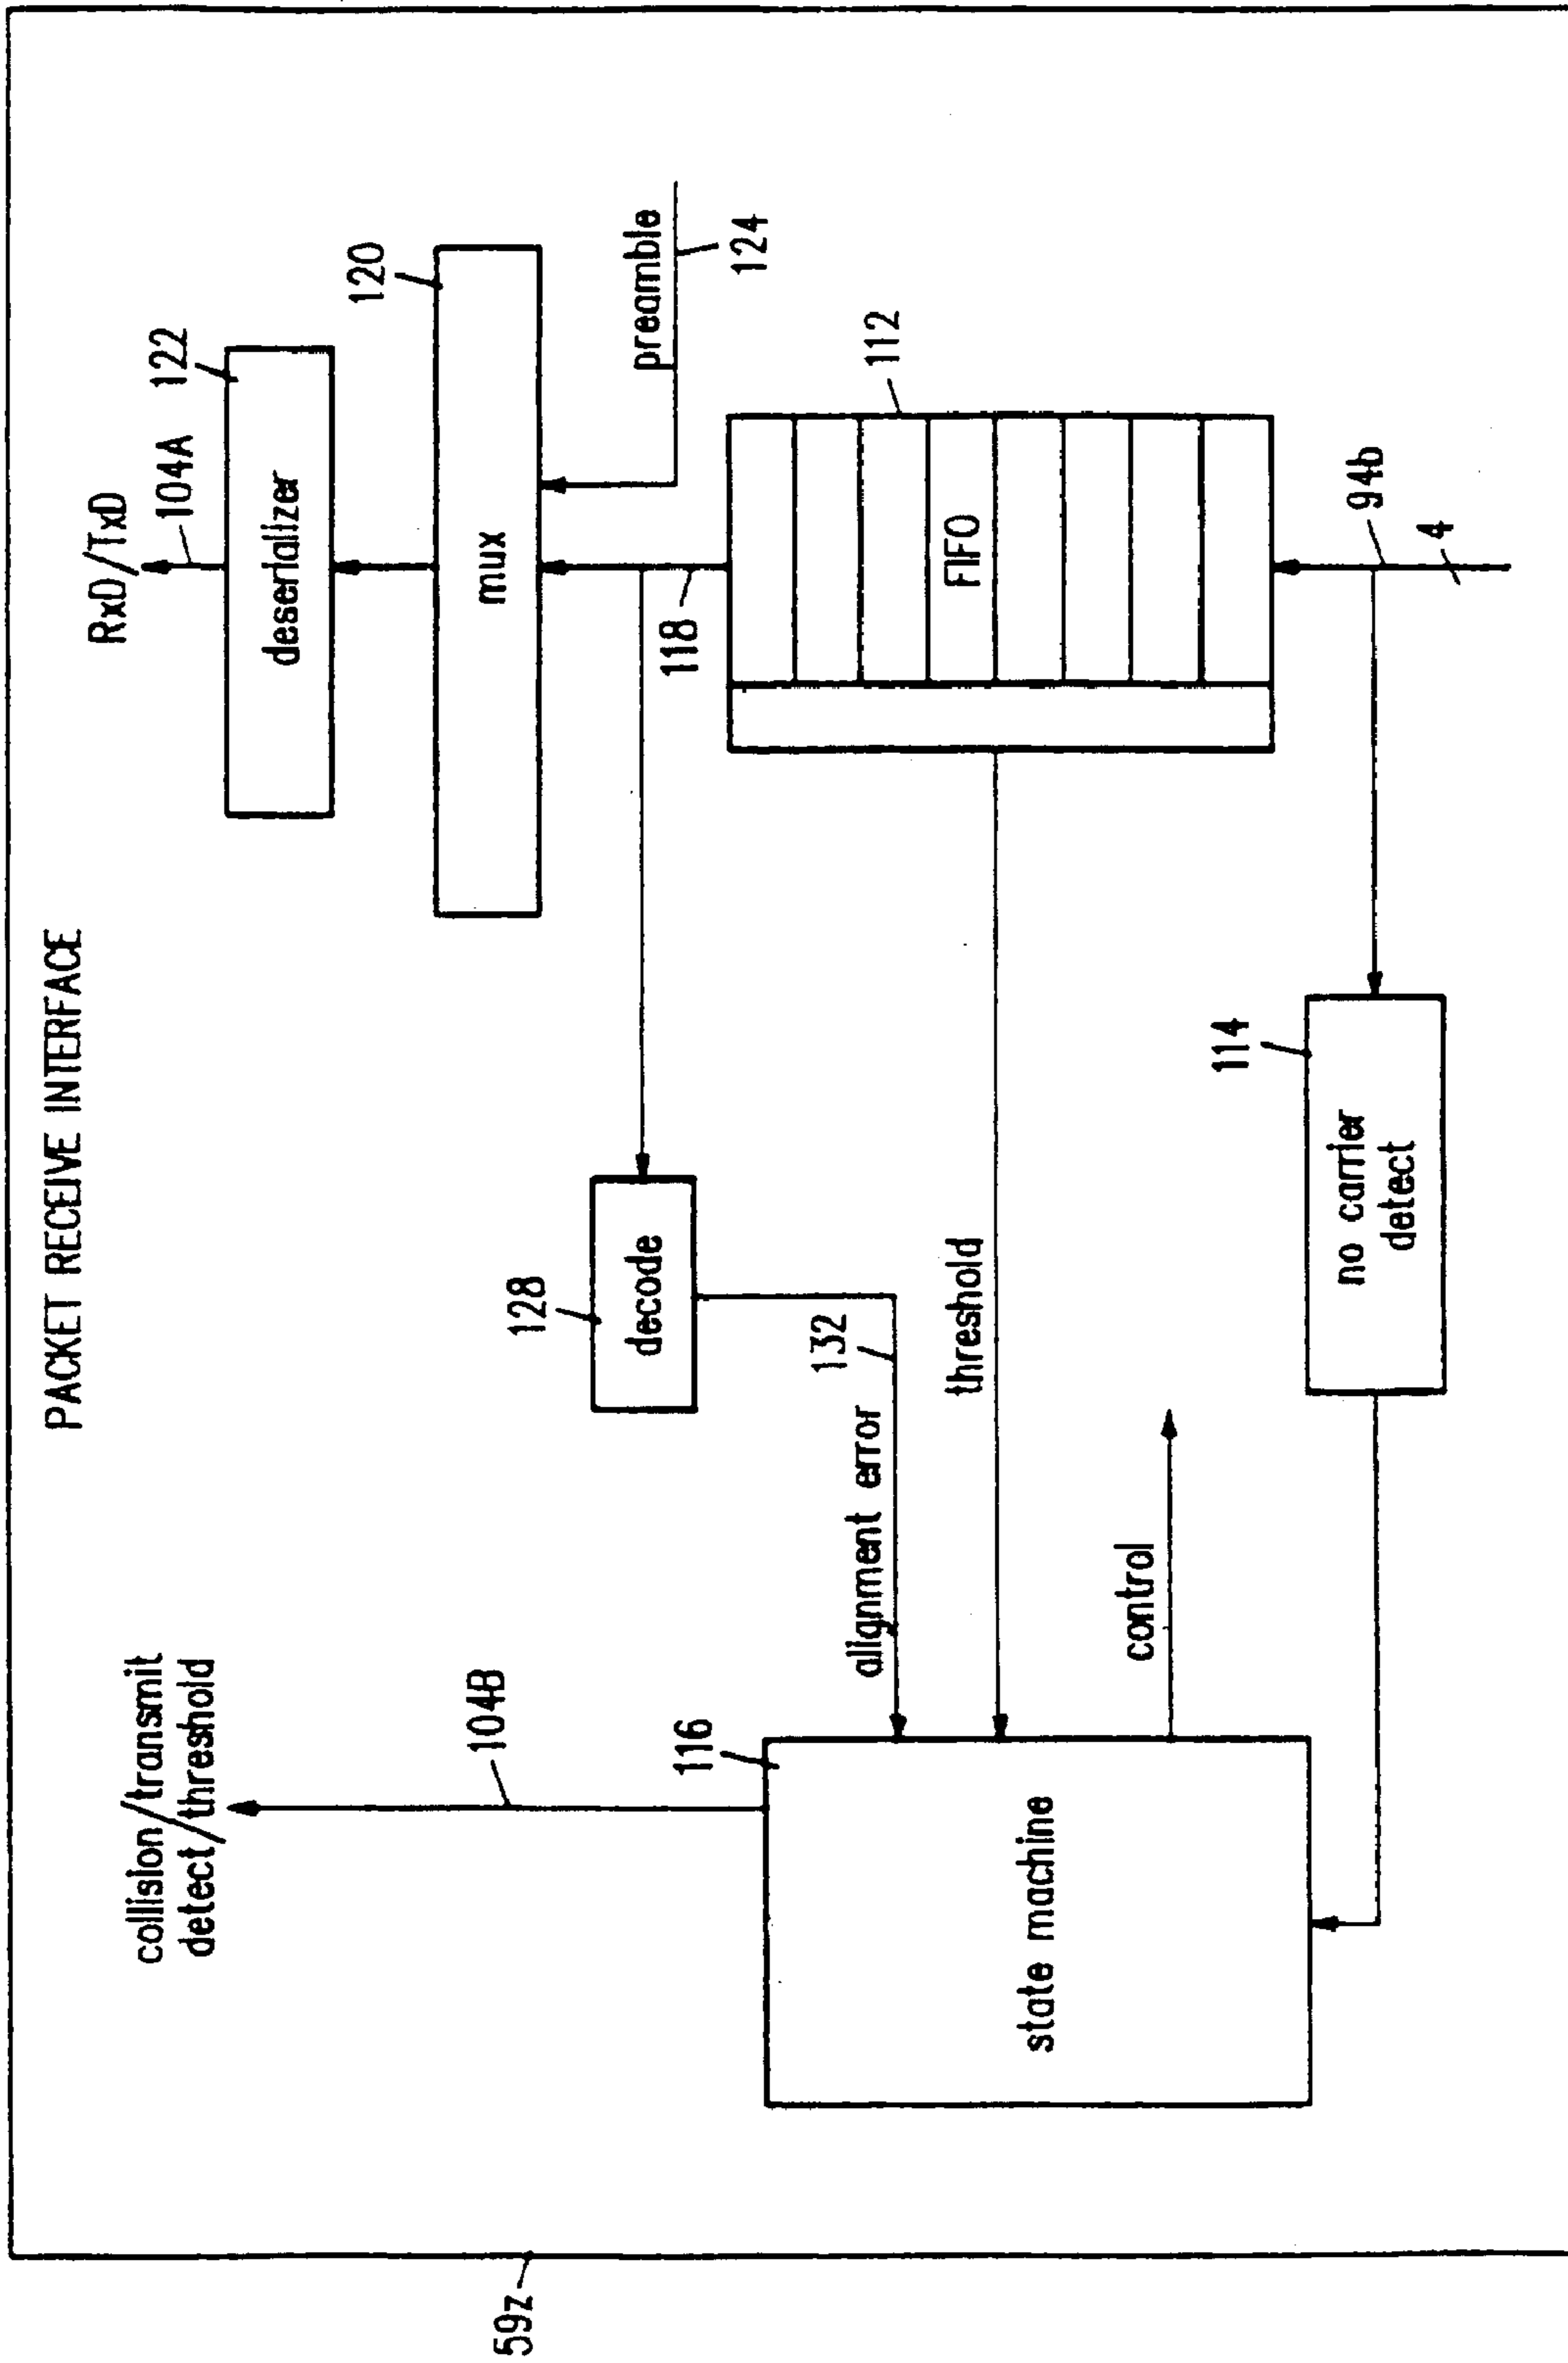 PACKET RECEIVE INTERFACE
collision/transmit
detect/threshold
104B
RxD/TxD
104A
122
deserializer
120
mux
preamble
124
118
128
decode
132
alignment error
112
FIFO
threshold
116
state machine
control
114
no carrier
detect
94b
4
59z